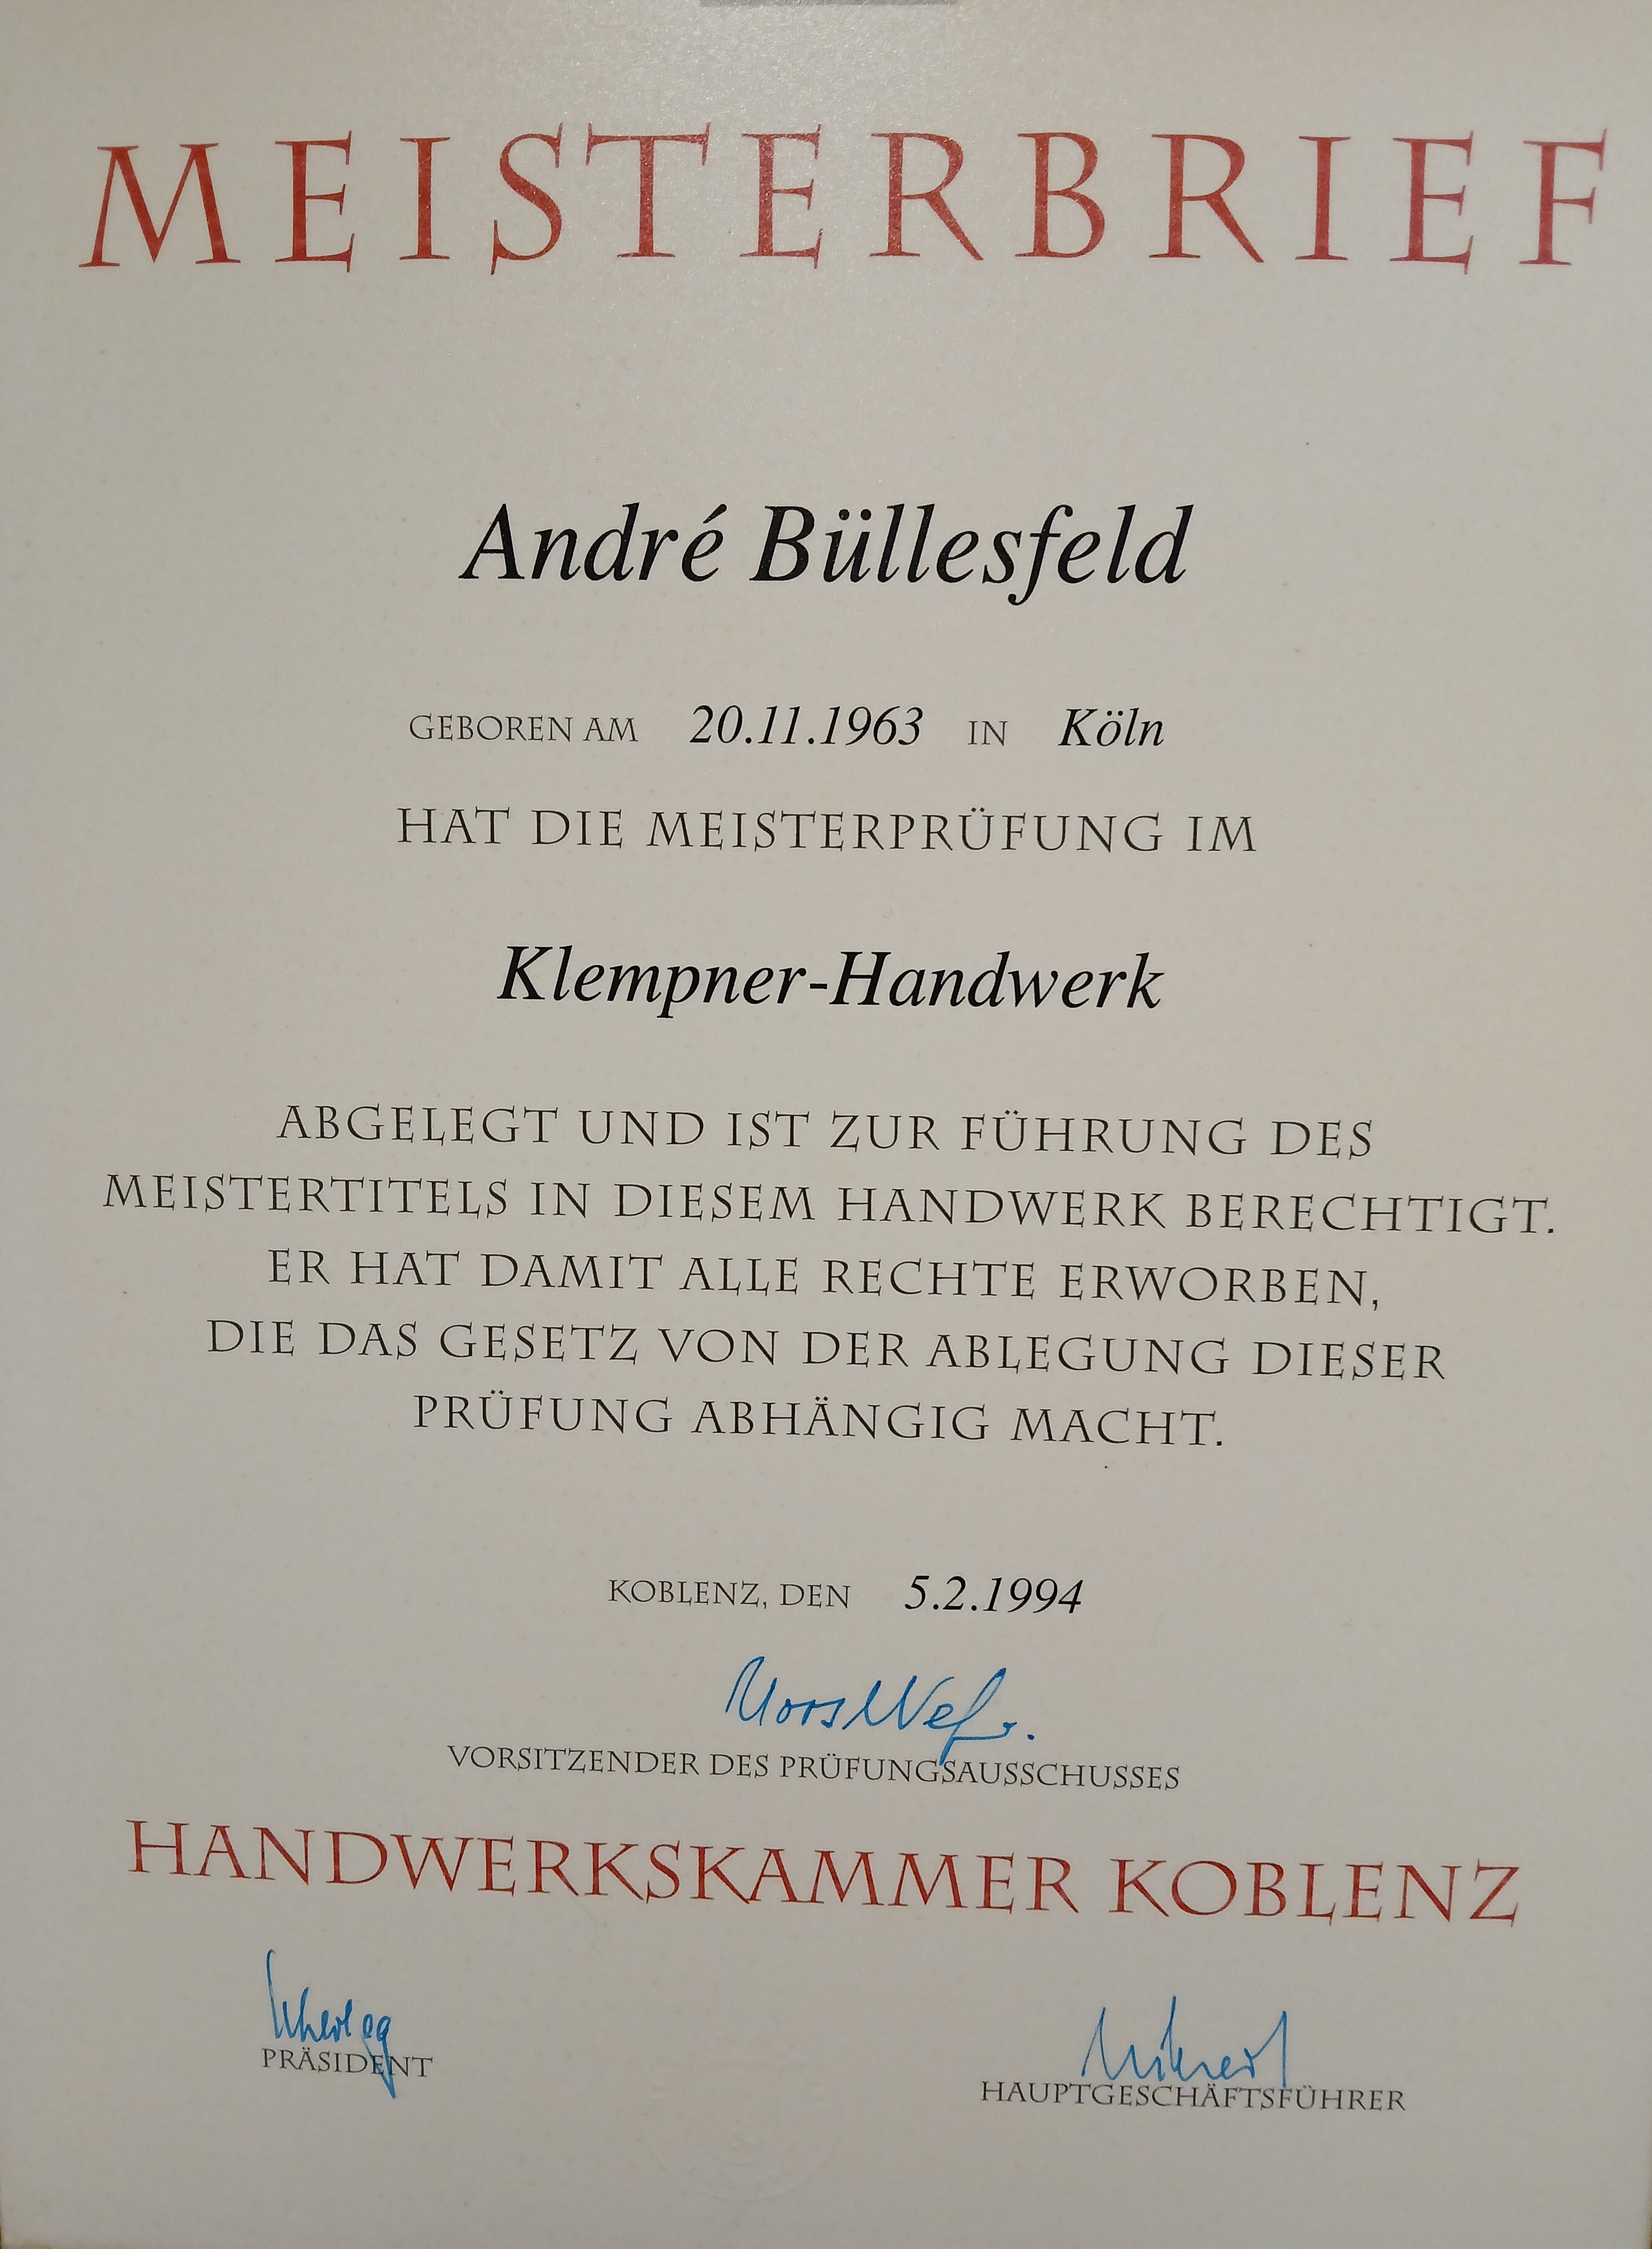 MEISTERBRIEF
André Büllesfeld
GEBOREN AM 20.11.1963 IN Köln
HAT DIE MEISTERPRÜFUNG IM
Klempner-Handwerk
ABGELEGT UND IST ZUR FÜHRUNG DES
MEISTERTITELS IN DIESEM HANDWERK BERECHTIGT.
ER HAT DAMIT ALLE RECHTE ERWORBEN,
DIE DAS GESETZ VON DER ABLEGUNG DIESER
PRÜFUNG ABHÄNGIG MACHT.
KOBLENZ, DEN 5.2.1994
VORSITZENDER DES PRÜFUNGSAUSSCHUSSES
HANDWERKSKAMMER KOBLENZ
PRÄSIDENT
HAUPTGESCHÄFTSFÜHRER